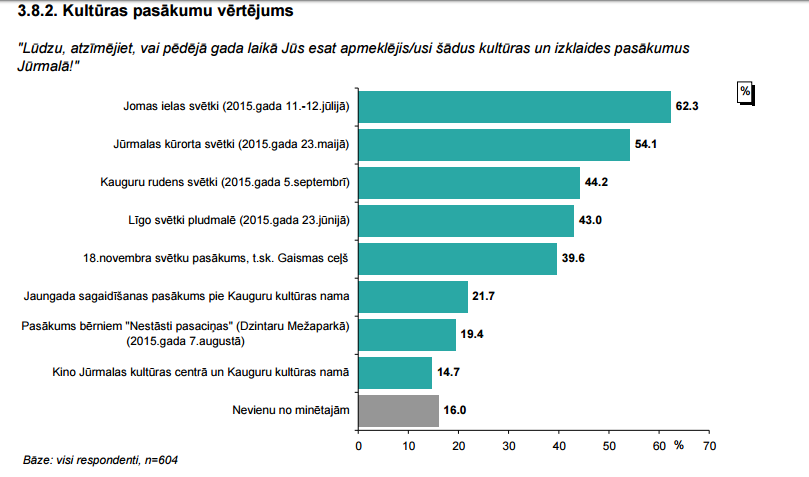 3.8.2. Kultūras pasākumu vērtējums
"Lūdzu, atzīmējiet, vai pēdējā gada laikā Jūs esat apmeklējis/usi šādus kultūras un izklaides pasākumus
Jūrmalā!"
%
Jomas ielas svētki (2015.gada 11.-12.jūlijā) 62.3
Jūrmalas kūrorta svētki (2015.gada 23.maijā) 54.1
Kauguru rudens svētki (2015.gada 5.septembrī) 44.2
Līgo svētki pludmalē (2015.gada 23.jūnijā) 43.0
18.novembra svētku pasākums, t.sk. Gaismas ceļš 39.6
Jaungada sagaidīšanas pasākums pie Kauguru kultūras nama 21.7
Pasākums bērniem "Nestāsti pasaciņas" (Dzintaru Mežaparkā)
(2015.gada 7.augustā) 19.4
Kino Jūrmalas kultūras centrā un Kauguru kultūras namā 14.7
Nevienu no minētajām 16.0
0 10 20 30 40 50 60 % 70
Bāze: visi respondenti, n=604